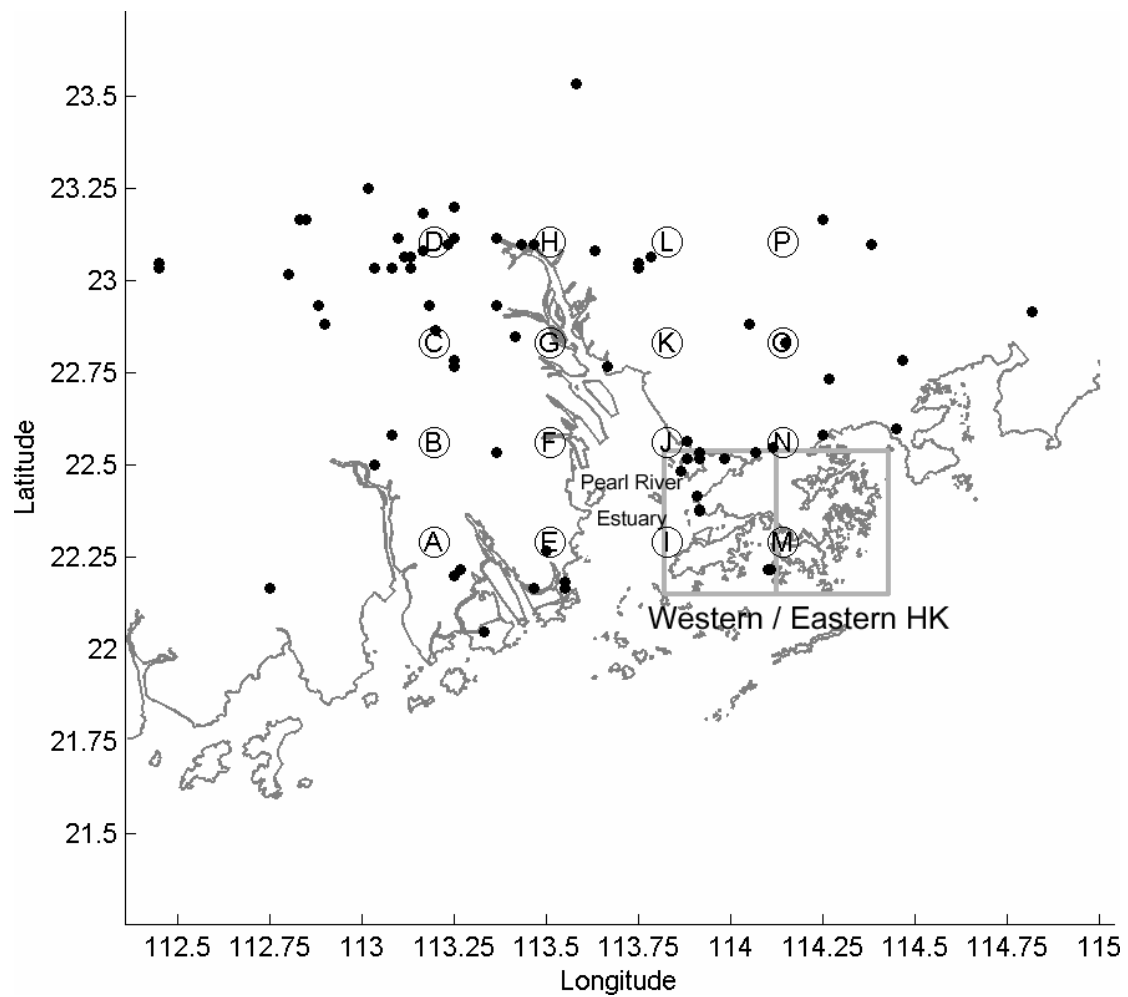 23.5
23.25
D H L P
23
C G K O
22.75
B F J N
22.5
Pearl River
Estuary
A E I M
22.25
Western / Eastern HK
22
21.75
21.5
Latitude
112.5 112.75 113 113.25 113.5 113.75 114 114.25 114.5 114.75 115
Longitude